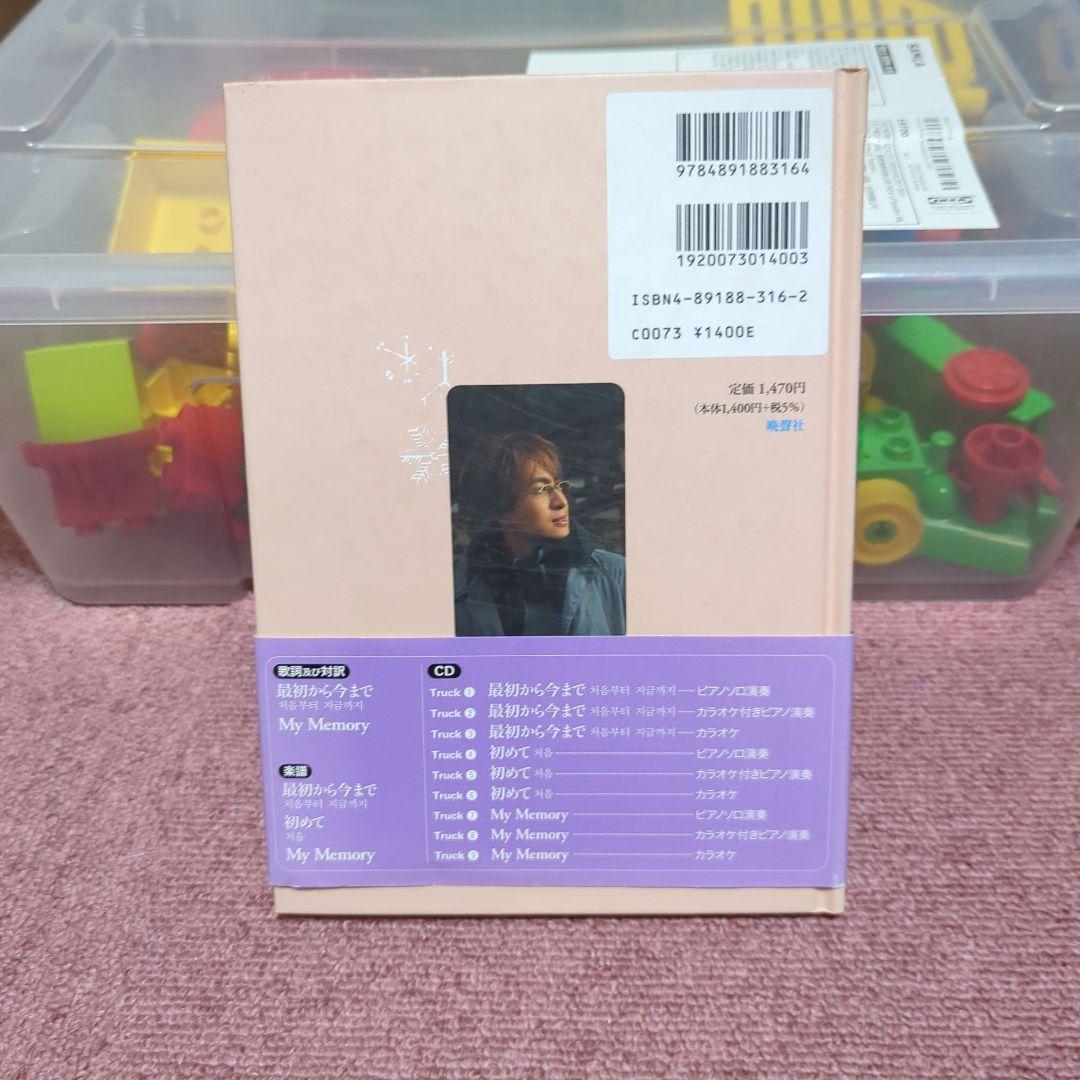 9784891883164
1920073014003
ISBN4-89188-316-2
C0073 ¥1400E
定価 1,470円
(本体1,400円+税5%)
晩聲社
歌詞及び対訳
最初から今まで
처음부터 지금까지
My Memory
楽譜
最初から今まで
처음부터 지금까지
初めて
처음
My Memory
CD
Truck 1 最初から今まで 처음부터 지금까지 ピアノソロ演奏
Truck 2 最初から今まで 처음부터 지금까지 カラオケ付きピアノ演奏
Truck 3 最初から今まで 처음부터 지금까지 カラオケ
Truck 4 初めて 처음 ピアノソロ演奏
Truck 5 初めて 처음 カラオケ付きピアノ演奏
Truck 6 初めて 처음 カラオケ
Truck 7 My Memory ピアノソロ演奏
Truck 8 My Memory カラオケ付きピアノ演奏
Truck 9 My Memory カラオケ